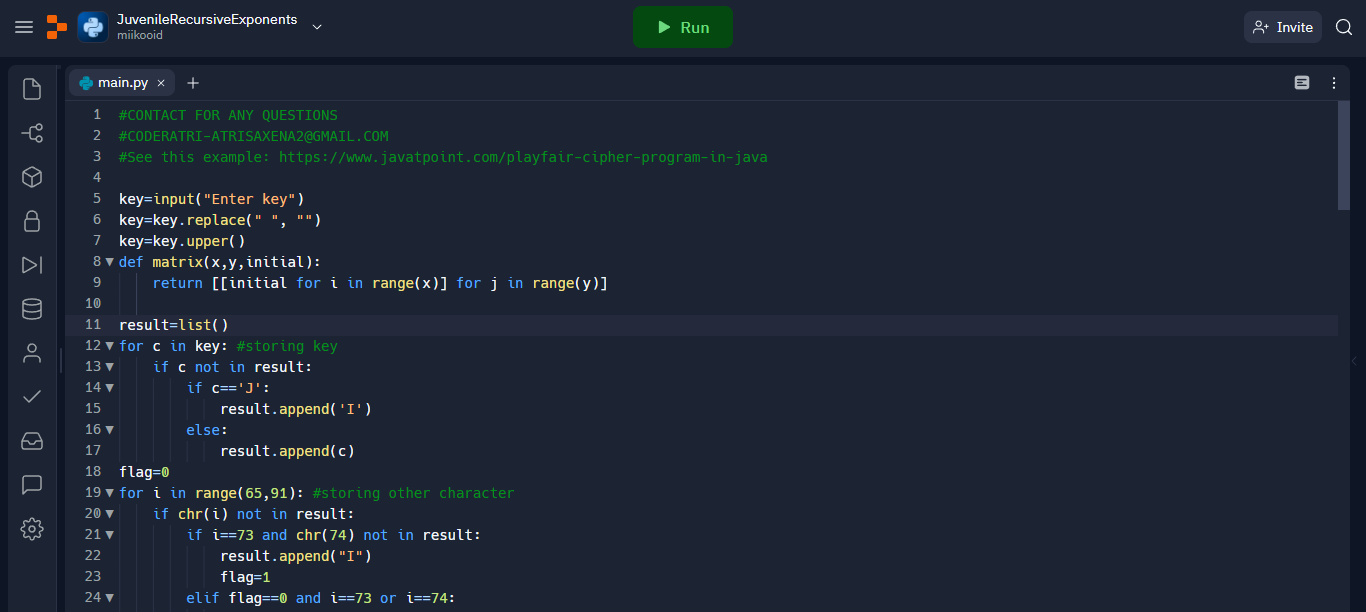 JuvenileRecursiveExponents
miikooid
Run
Invite
main.py × +
1 #CONTACT FOR ANY QUESTIONS
2 #CODERATRI-ATRISAXENA2@GMAIL.COM
3 #See this example: https://www.javatpoint.com/playfair-cipher-program-in-java
4
5 key=input("Enter key")
6 key=key.replace(" ", "")
7 key=key.upper()
8 def matrix(x,y,initial):
9     return [[initial for i in range(x)] for j in range(y)]
10
11 result=list()
12 for c in key: #storing key
13     if c not in result:
14         if c=='J':
15             result.append('I')
16         else:
17             result.append(c)
18 flag=0
19 for i in range(65,91): #storing other character
20     if chr(i) not in result:
21         if i==73 and chr(74) not in result:
22             result.append("I")
23             flag=1
24         elif flag==0 and i==73 or i==74: